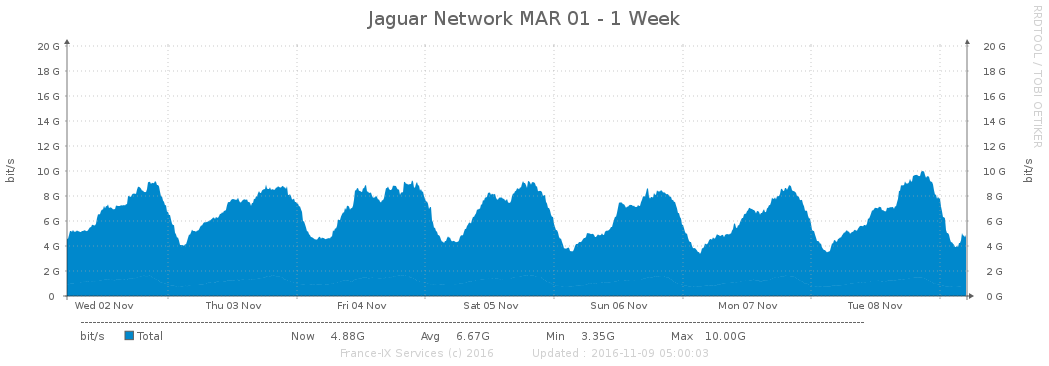 Jaguar Network MAR 01 - 1 Week
RRDTOOL / TOBI OETIKER
bit/s
20 G 20 G
18 G 18 G
16 G 16 G
14 G 14 G
12 G 12 G
10 G 10 G
8 G 8 G
6 G 6 G
4 G 4 G
2 G 2 G
0 0 G
bit/s
Wed 02 Nov Thu 03 Nov Fri 04 Nov Sat 05 Nov Sun 06 Nov Mon 07 Nov Tue 08 Nov
bit/s Total Now 4.88G Avg 6.67G Min 3.35G Max 10.00G
France-IX Services (c) 2016 Updated : 2016-11-09 05:00:03